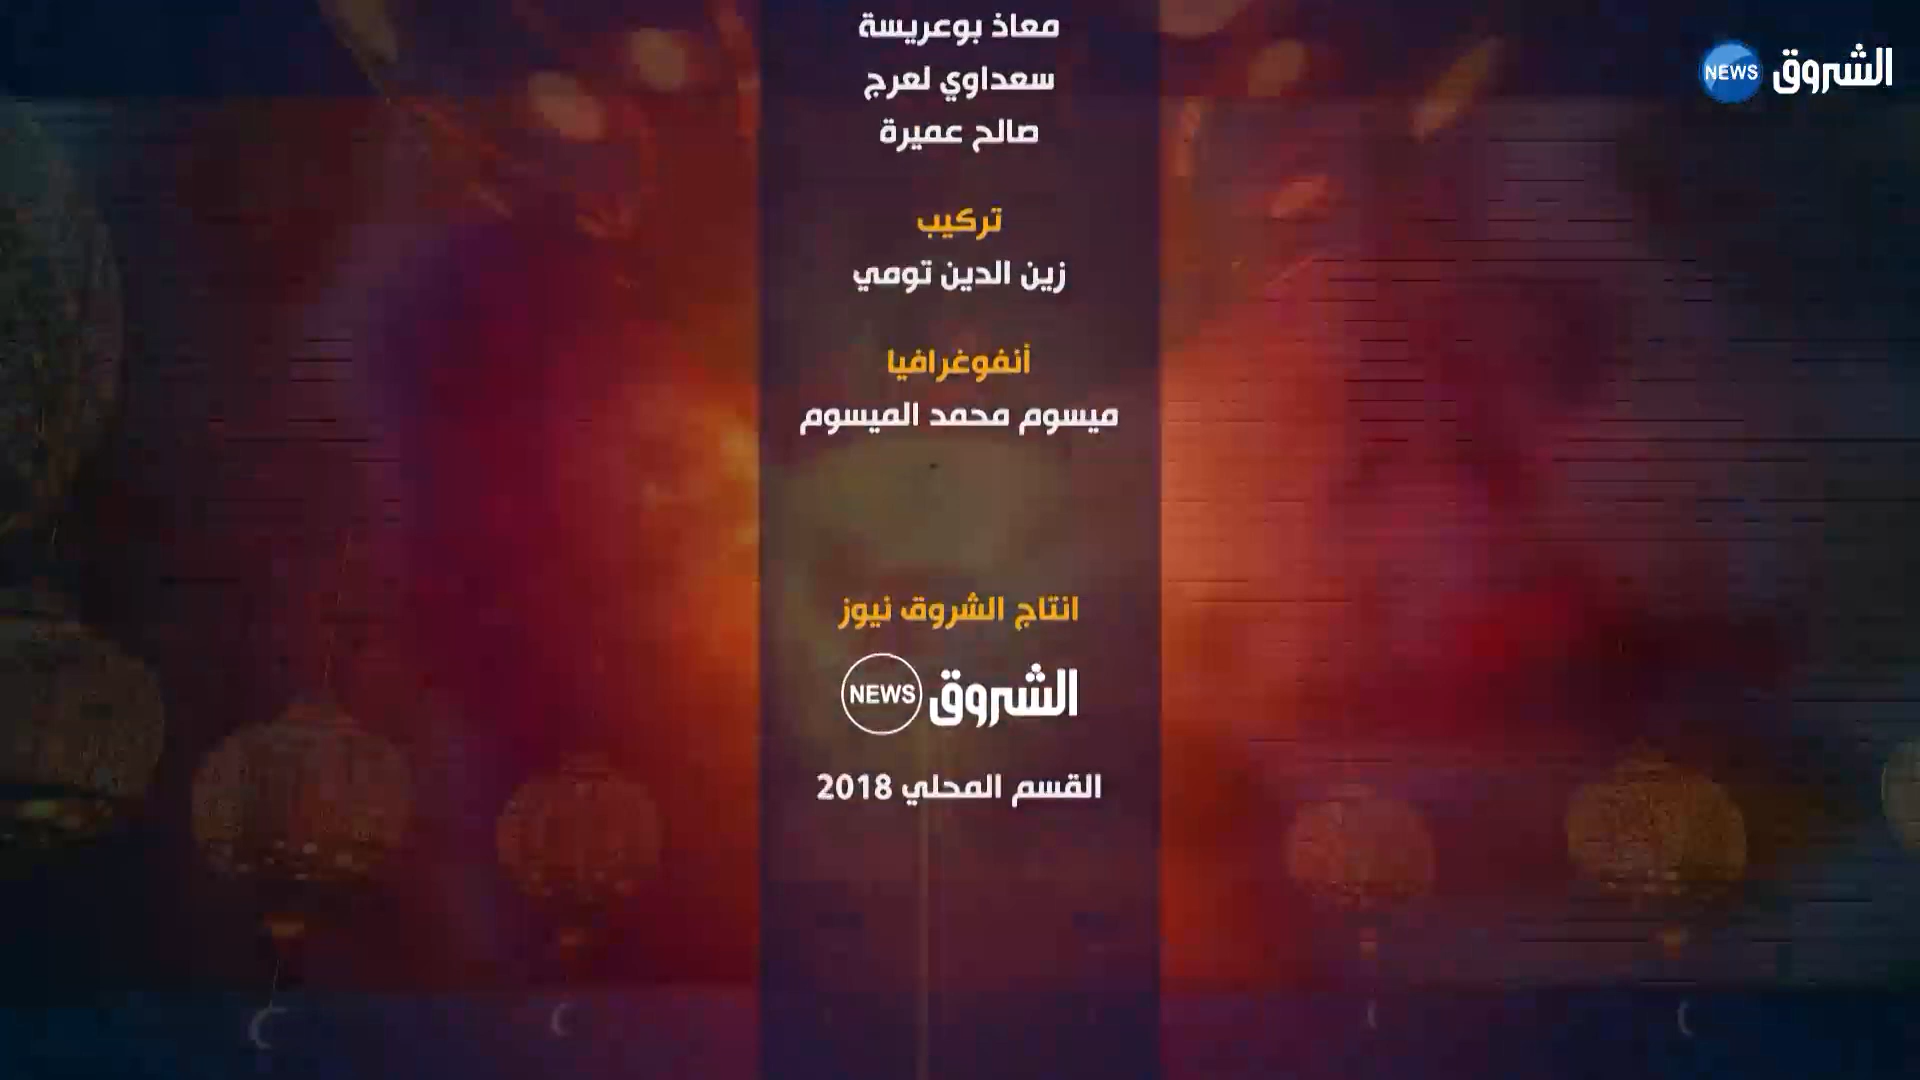 معاذ بوعريسة
الشروق NEWS
سعداوي لعرج
صالح عميرة
تركيب
زين الدين تومي
أنفوغرافيا
ميسوم محمد الميسوم
انتاج الشروق نيوز
الشروق NEWS
القسم المحلي 2018